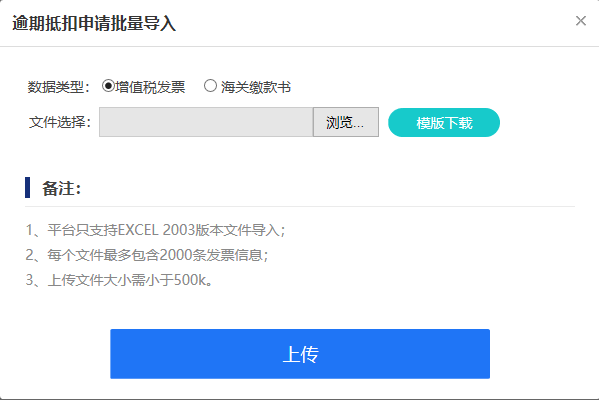 逾期抵扣申请批量导入
数据类型： 增值税发票 海关缴款书
文件选择： 浏览... 模版下载
备注：
1、平台只支持EXCEL 2003版本文件导入；
2、每个文件最多包含2000条发票信息；
3、上传文件大小需小于500k。
上传